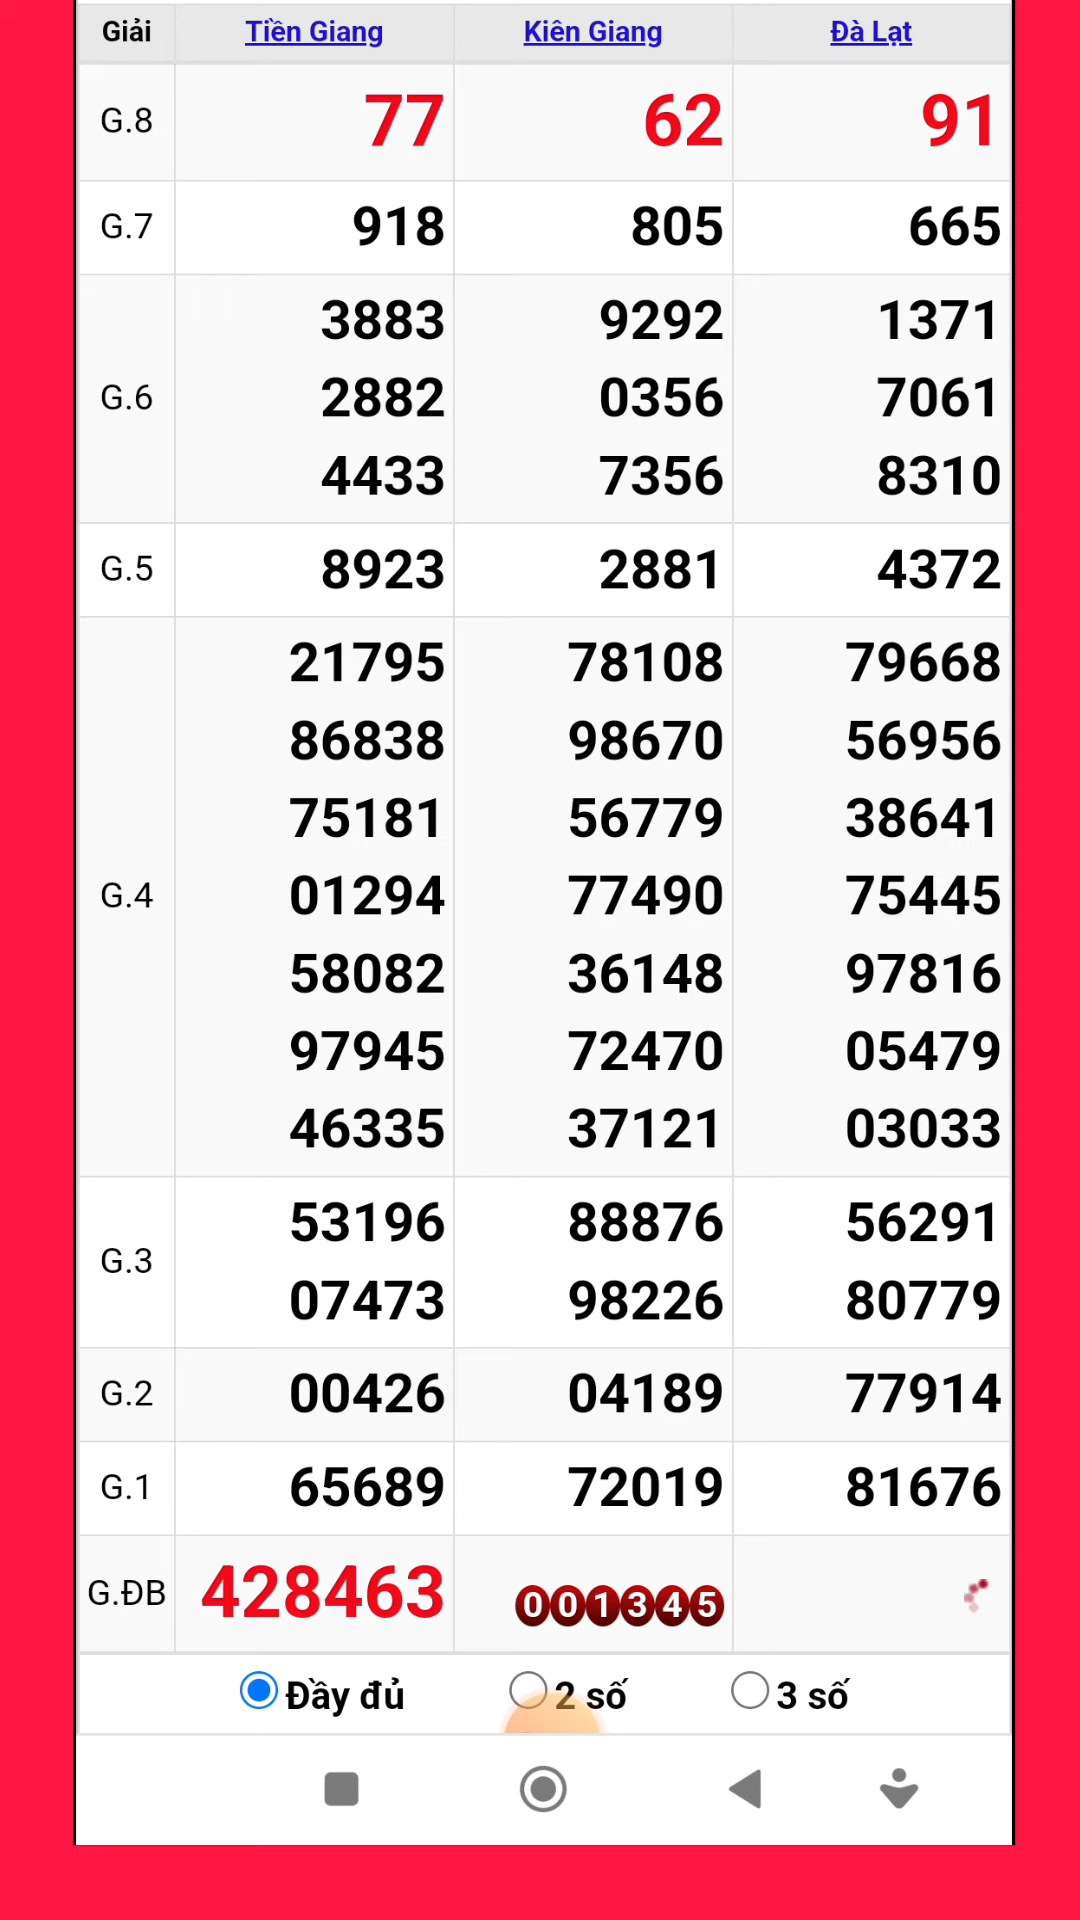 Giải Tiền Giang Kiên Giang Đà Lạt
G.8 77 62 91
G.7 918 805 665
3883 9292 1371
G.6 2882 0356 7061
4433 7356 8310
G.5 8923 2881 4372
21795 78108 79668
86838 98670 56956
75181 56779 38641
G.4 01294 77490 75445
58082 36148 97816
97945 72470 05479
46335 37121 03033
G.3 53196 88876 56291
07473 98226 80779
G.2 00426 04189 77914
G.1 65689 72019 81676
G.ĐB 428463 001345
Đầy đủ 2 số 3 số